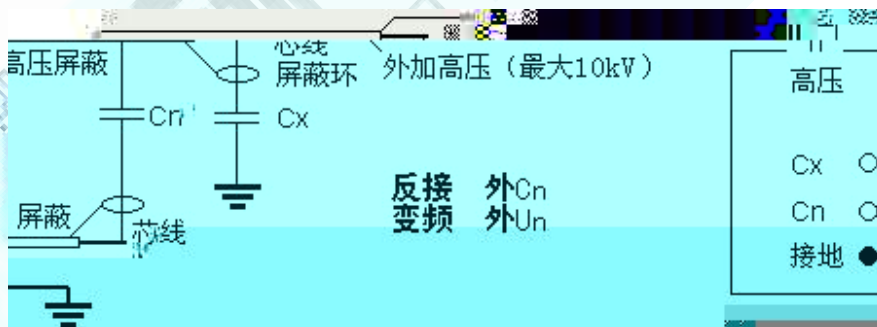 芯线
高压屏蔽
屏蔽环
外加高压（最大10kV）
高压
Cn
Cx
Cx
反接 外Cn
Cn
屏蔽
变频 外Un
芯线
接地